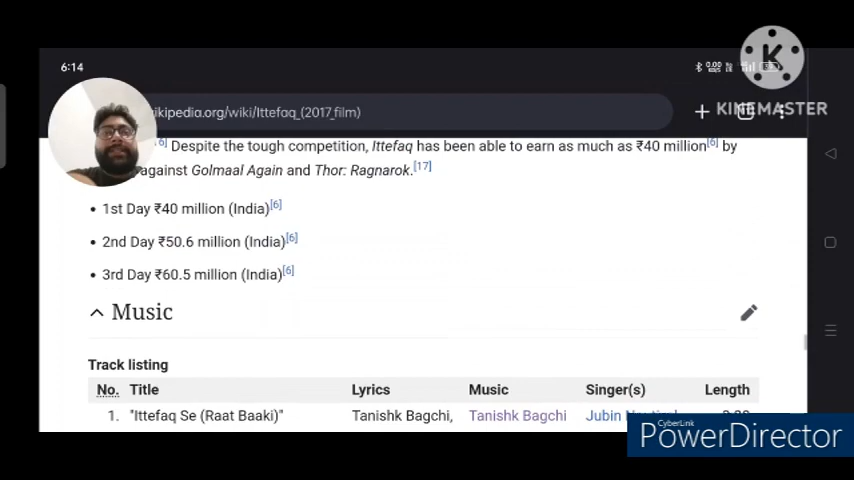 6:14
kipedia.org/wiki/Ittefaq_(2017_film)
KINEMASTER
[6] Despite the tough competition, Ittefaq has been able to earn as much as ₹40 million[6] by
against Golmaal Again and Thor: Ragnarok.[17]
• 1st Day ₹40 million (India)[6]
• 2nd Day ₹50.6 million (India)[6]
• 3rd Day ₹60.5 million (India)[6]
Music
Track listing
No. Title Lyrics Music Singer(s) Length
1. "Ittefaq Se (Raat Baaki)" Tanishk Bagchi, Tanishk Bagchi Jubin
CyberLink
PowerDirector